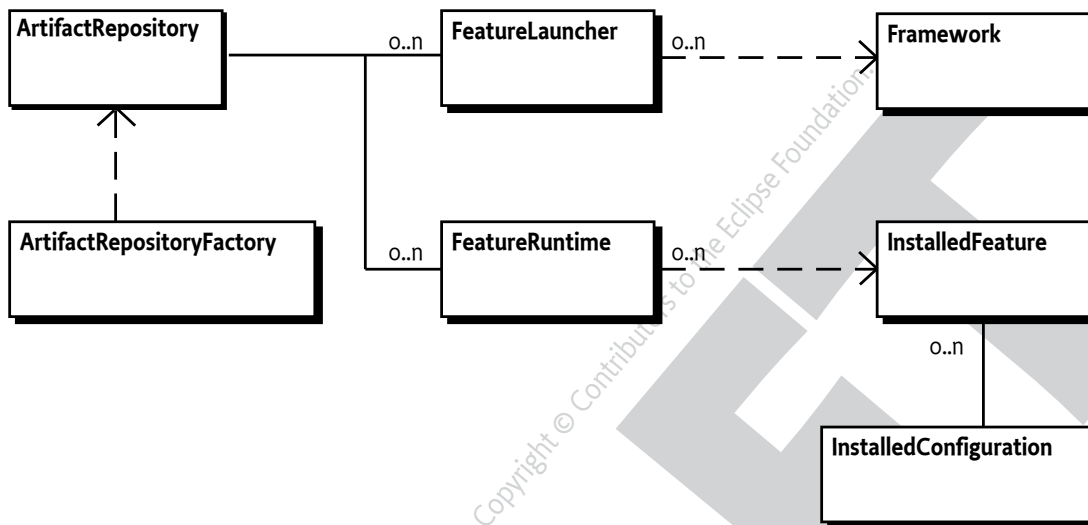 ArtifactRepository
o..n
FeatureLauncher
o..n
Framework
ArtifactRepositoryFactory
o..n
FeatureRuntime
o..n
InstalledFeature
o..n
InstalledConfiguration
Copyright © Contributors to the Eclipse Foundation.